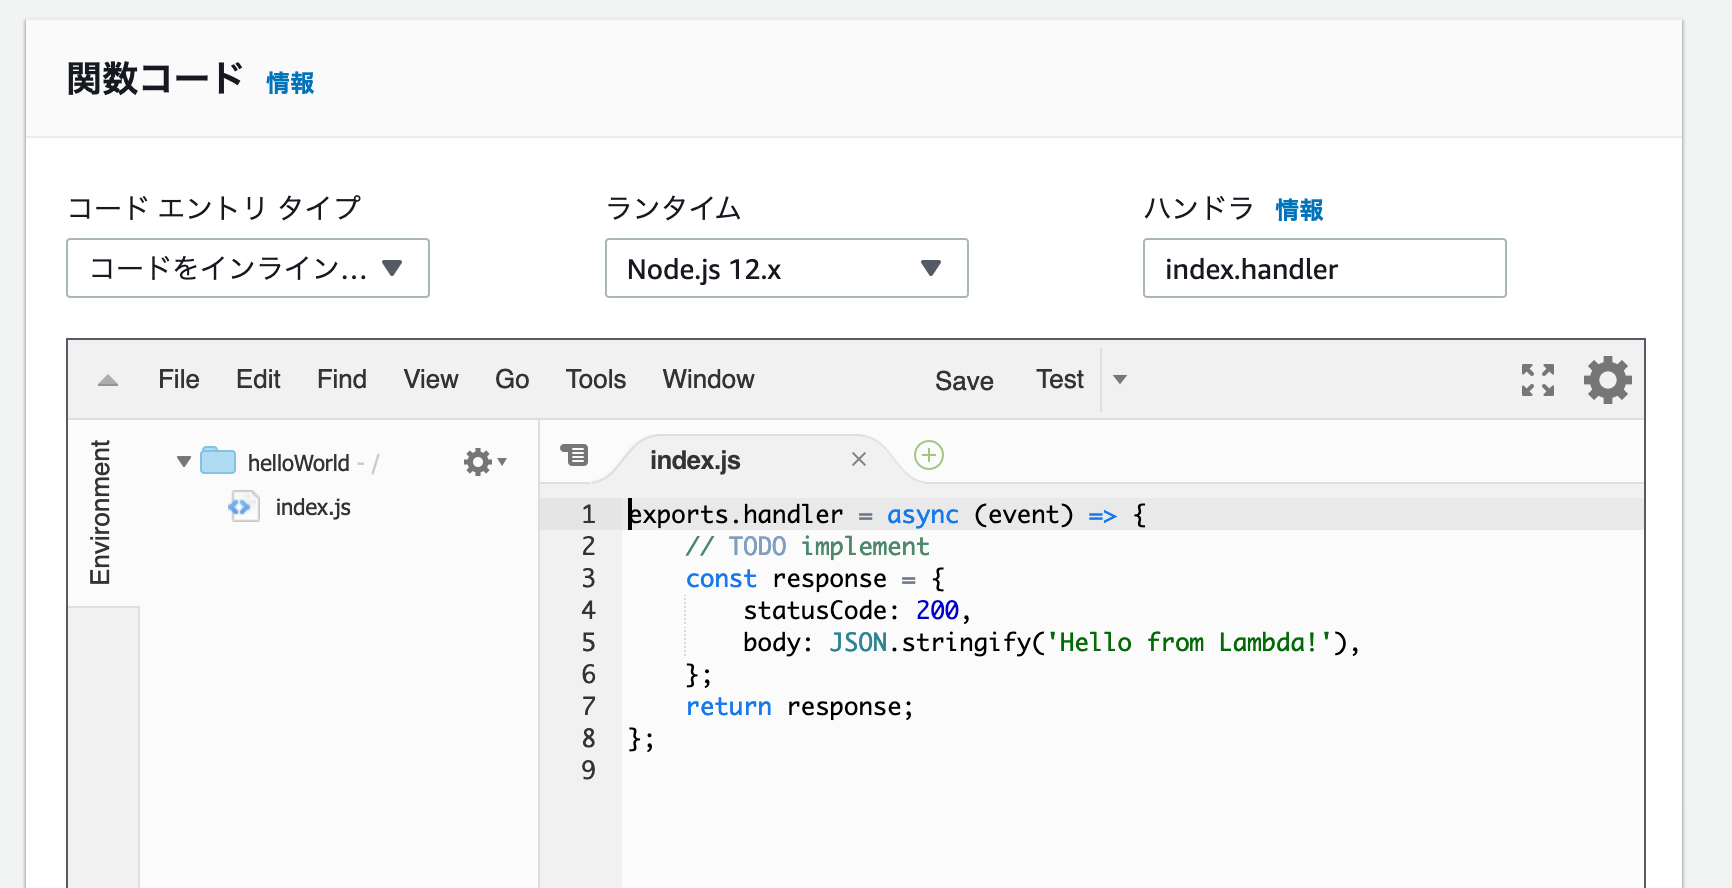 関数コード 情報
コード エントリ タイプ ランタイム ハンドラ 情報
コードをインライン... Node.js 12.x index.handler
File Edit Find View Go Tools Window Save Test
Environment
helloWorld - /
index.js
index.js
1 exports.handler = async (event) => {
2     // TODO implement
3     const response = {
4         statusCode: 200,
5         body: JSON.stringify('Hello from Lambda!'),
6     };
7     return response;
8 };
9